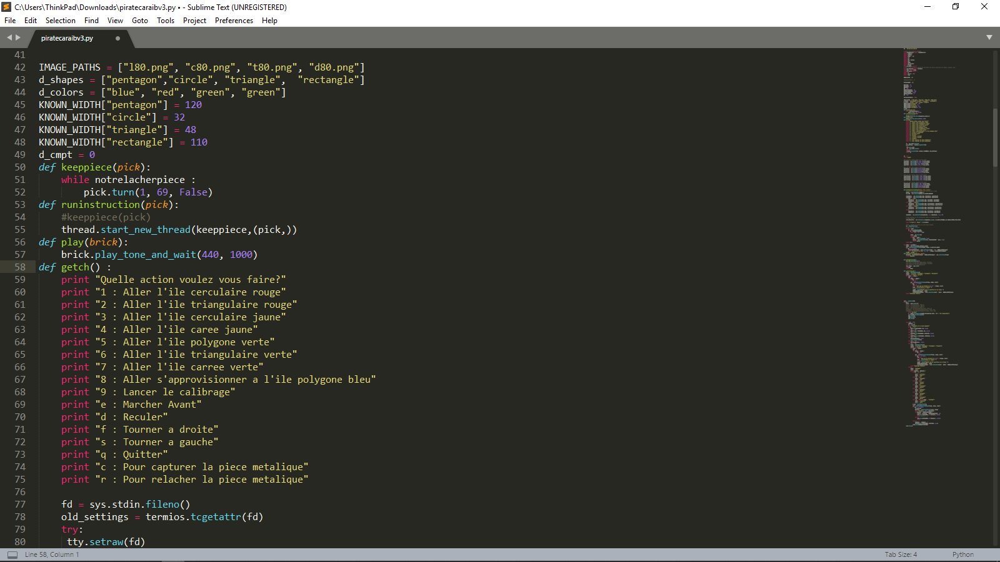 C:\Users\ThinkPad\Downloads\piratecaraibv3.py • - Sublime Text (UNREGISTERED)
File Edit Selection Find View Goto Tools Project Preferences Help
piratecaraibv3.py
41
42 IMAGE_PATHS = ["l80.png", "c80.png", "t80.png", "d80.png"]
43 d_shapes = ["pentagon","circle", "triangle",  "rectangle"]
44 d_colors = ["blue", "red", "green", "green"]
45 KNOWN_WIDTH["pentagon"] = 120
46 KNOWN_WIDTH["circle"] = 32
47 KNOWN_WIDTH["triangle"] = 48
48 KNOWN_WIDTH["rectangle"] = 110
49 d_cmpt = 0
50 def keeppiece(pick):
51     while notrelacherpiece :
52         pick.turn(1, 69, False)
53 def runinstruction(pick):
54     #keeppiece(pick)
55     thread.start_new_thread(keeppiece,(pick,))
56 def play(brick):
57     brick.play_tone_and_wait(440, 1000)
58 def getch() :
59     print "Quelle action voulez vous faire?"
60     print "1 : Aller l'ile cerculaire rouge"
61     print "2 : Aller l'ile triangulaire rouge"
62     print "3 : Aller l'ile cerculaire jaune"
63     print "4 : Aller l'ile caree jaune"
64     print "5 : Aller l'ile polygone verte"
65     print "6 : Aller l'ile triangulaire verte"
66     print "7 : Aller l'ile carree verte"
67     print "8 : Aller s'approvisionner a l'ile polygone bleu"
68     print "9 : Lancer le calibrage"
69     print "e : Marcher Avant"
70     print "d : Reculer"
71     print "f : Tourner a droite"
72     print "s : Tourner a gauche"
73     print "q : Quitter"
74     print "c : Pour capturer la piece metalique"
75     print "r : Pour relacher la piece metalique"
76
77     fd = sys.stdin.fileno()
78     old_settings = termios.tcgetattr(fd)
79     try:
80      tty.setraw(fd)
Line 58, Column 1 Tab Size: 4 Python